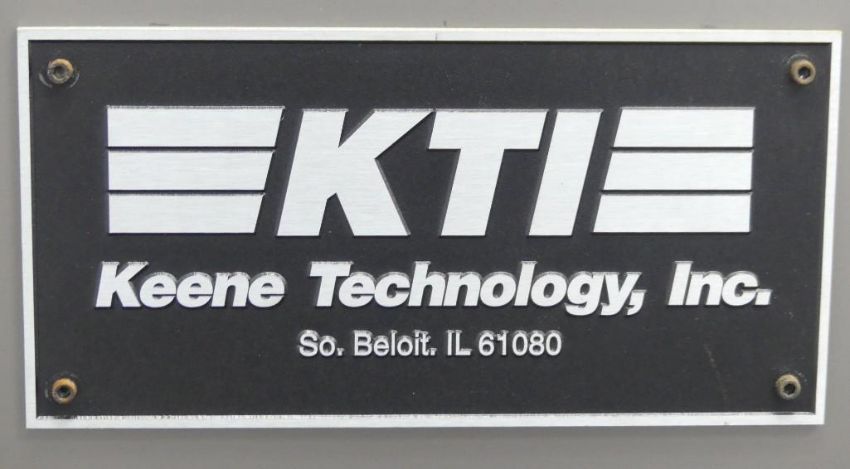 KTI
Keene Technology, Inc.
So. Beloit. IL 61080